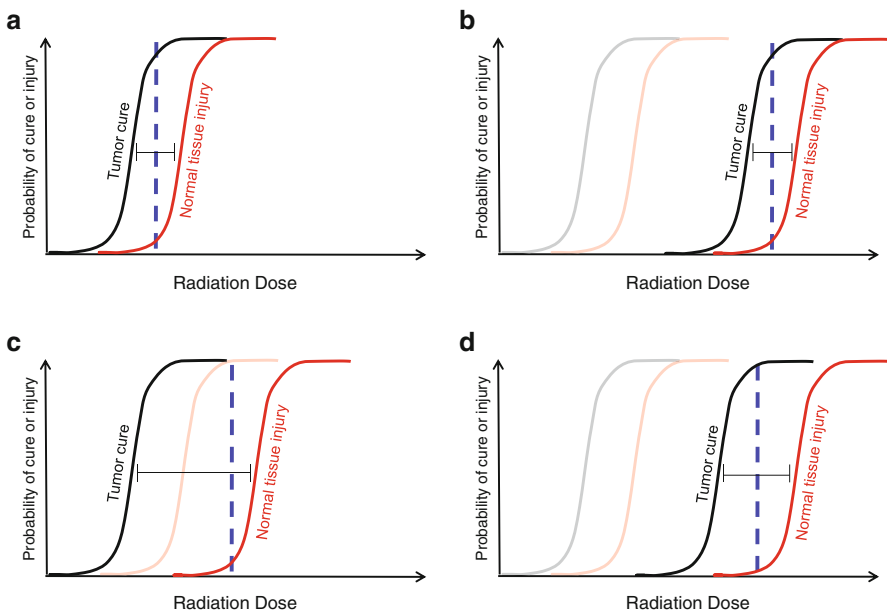 a
Probability of cure or injury
Tumor cure
Normal tissue injury
Radiation Dose
b
Probability of cure or injury
Tumor cure
Normal tissue injury
Radiation Dose
c
Probability of cure or injury
Tumor cure
Normal tissue injury
Radiation Dose
d
Probability of cure or injury
Tumor cure
Normal tissue injury
Radiation Dose